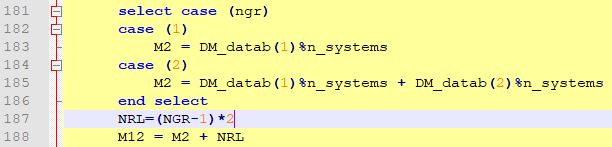 181 select case (ngr)
182 case (1)
183 M2 = DM_datab(1)%n_systems
184 case (2)
185 M2 = DM_datab(1)%n_systems + DM_datab(2)%n_systems
186 end select
187 NRL=(NGR-1)*2
188 M12 = M2 + NRL